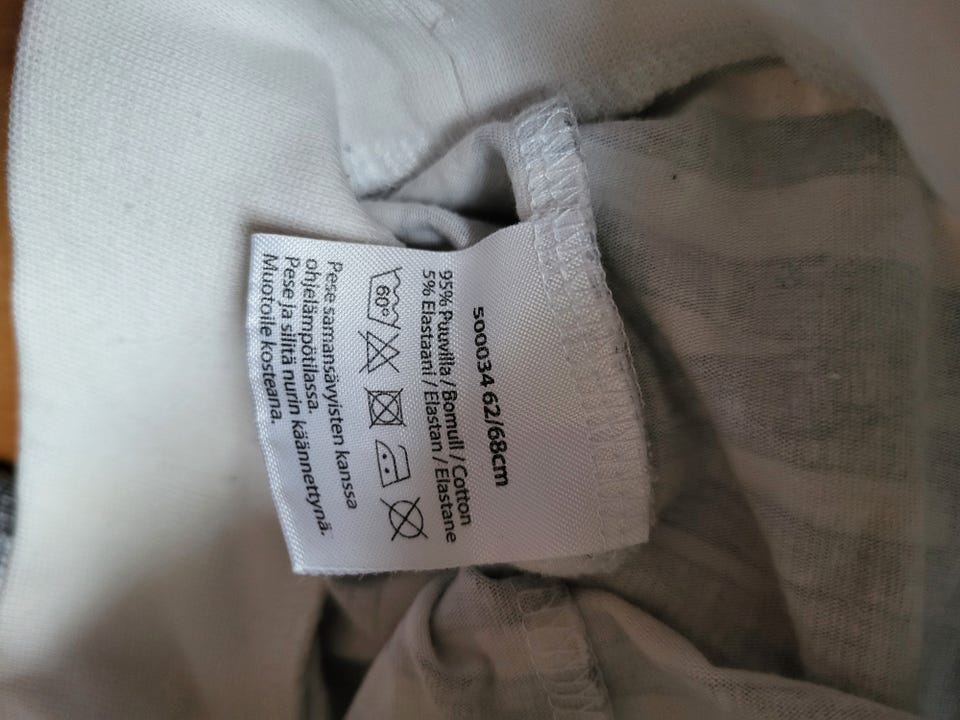 500034 62/68cm
95% Puuvilla / Bomull / Cotton
5% Elastaani / Elastan / Elastane
60°
Pese samansävyisten kanssa
ohjelämpötilassa.
Pese ja silitä nurin käännettynä.
Muotoile kosteana.